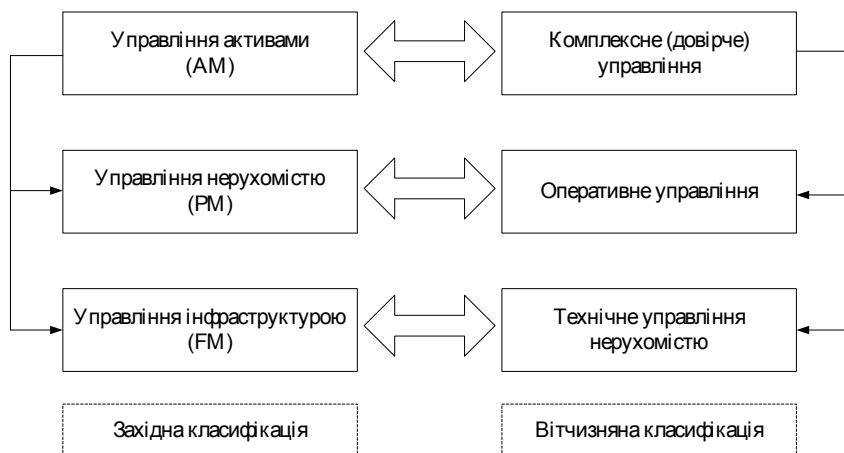 Управління активами
(АМ)
Комплексне (довірче)
управління
Управління нерухомістю
(РМ)
Оперативне управління
Управління інфраструктурою
(FM)
Технічне управління
нерухомістю
Західна класифікація
Вітчизняна класифікація